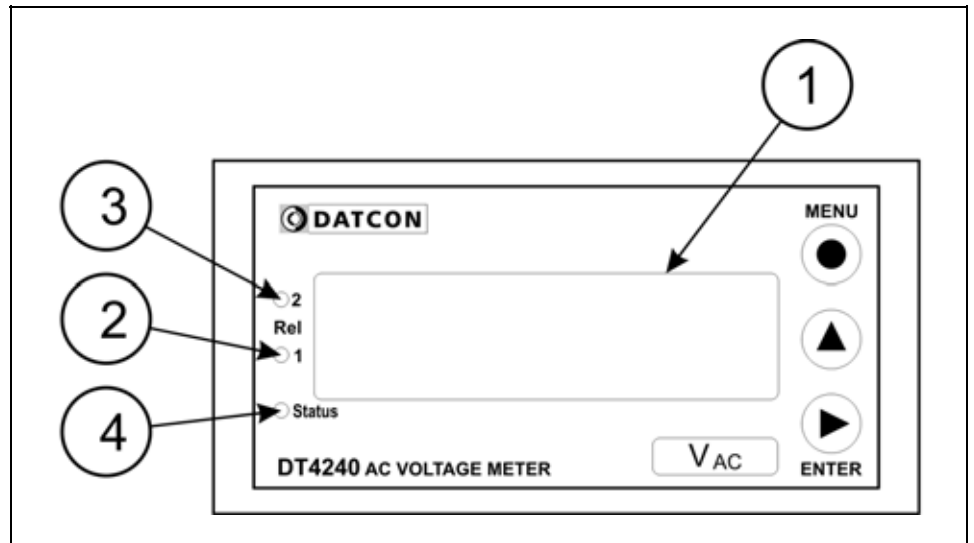 1
DATCON
MENU
3
2
Rel
2
1
4
Status
DT4240 AC VOLTAGE METER
VAC
ENTER